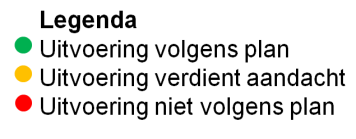 Legenda
Uitvoering volgens plan
Uitvoering verdient aandacht
Uitvoering niet volgens plan